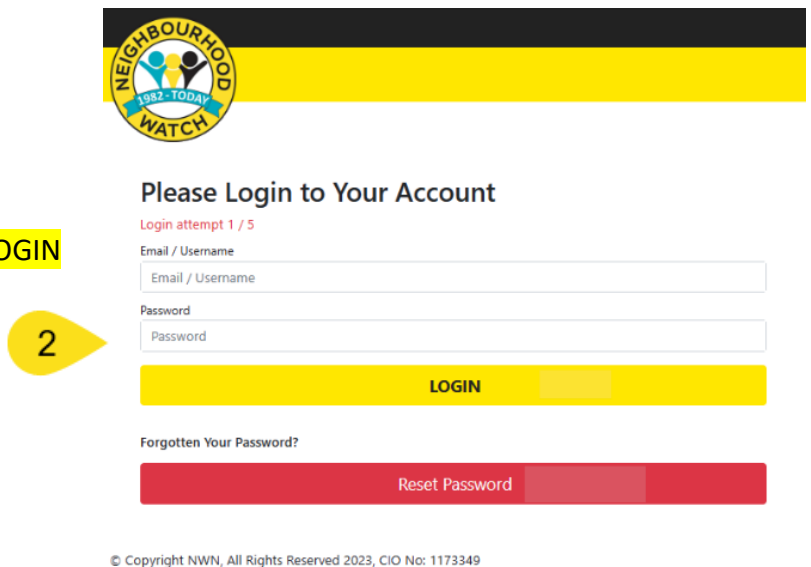 NEIGHBOURHOOD
1982 - TODAY
WATCH
Please Login to Your Account
Login attempt 1 / 5
OGIN
Email / Username
Email / Username
Password
Password
2
LOGIN
Forgotten Your Password?
Reset Password
© Copyright NWN, All Rights Reserved 2023, CIO No: 1173349